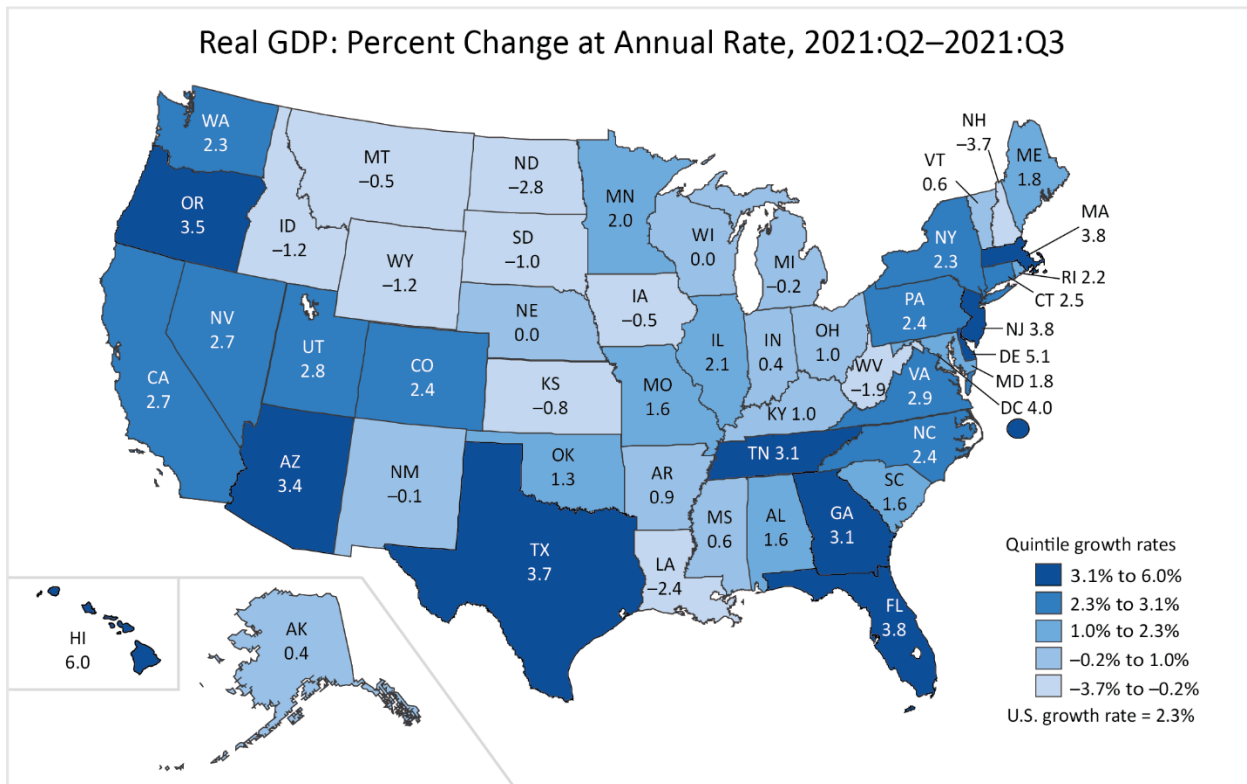 Real GDP: Percent Change at Annual Rate, 2021:Q2–2021:Q3
WA
2.3
OR
3.5
CA
2.7
NV
2.7
ID
–1.2
MT
–0.5
WY
–1.2
UT
2.8
AZ
3.4
CO
2.4
NM
–0.1
ND
–2.8
SD
–1.0
NE
0.0
KS
–0.8
OK
1.3
TX
3.7
MN
2.0
IA
–0.5
MO
1.6
AR
0.9
LA
–2.4
WI
0.0
IL
2.1
MI
–0.2
IN
0.4
OH
1.0
KY 1.0
TN 3.1
MS
0.6
AL
1.6
GA
3.1
FL
3.8
SC
1.6
NC
2.4
VA
2.9
WV
–1.9
PA
2.4
NY
2.3
VT
0.6
NH
–3.7
ME
1.8
MA
3.8
RI 2.2
CT 2.5
NJ 3.8
DE 5.1
MD 1.8
DC 4.0
HI
6.0
AK
0.4
Quintile growth rates
3.1% to 6.0%
2.3% to 3.1%
1.0% to 2.3%
–0.2% to 1.0%
–3.7% to –0.2%
U.S. growth rate = 2.3%